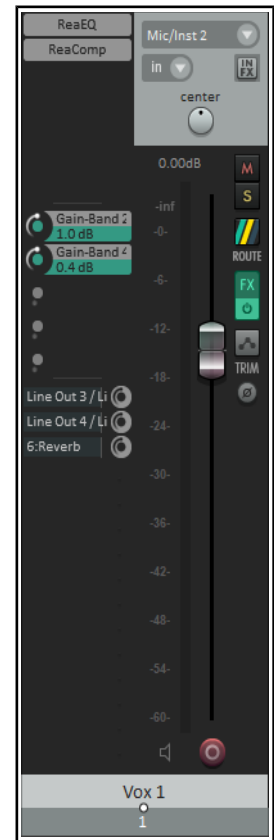 ReaEQ
ReaComp
Mic/Inst 2
in
IN
FX
center
0.00dB
M
S
ROUTE
FX
TRIM
Ø
-inf
-0-
-6-
-12-
-18-
-24-
-30-
-36-
-42-
-48-
-54-
-60-
Gain-Band 2
1.0 dB
Gain-Band 4
0.4 dB
Line Out 3 / Li
Line Out 4 / Li
6:Reverb
Vox 1
1